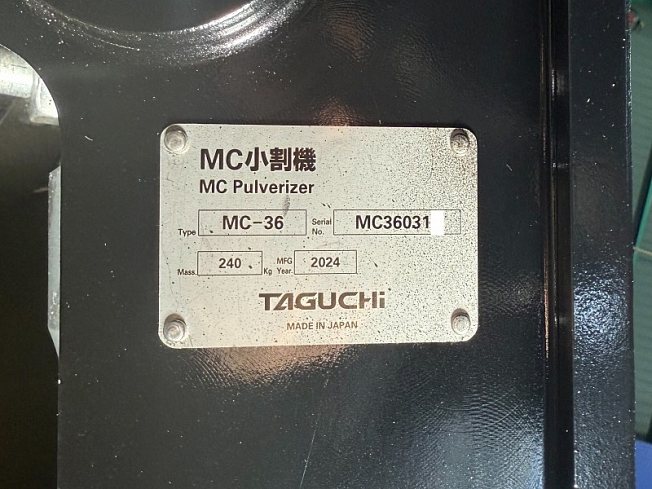 MC小割機
MC Pulverizer
Type MC-36 Serial No. MC36031
Mass. 240 Kg MFG Year. 2024
TAGUCHI
MADE IN JAPAN